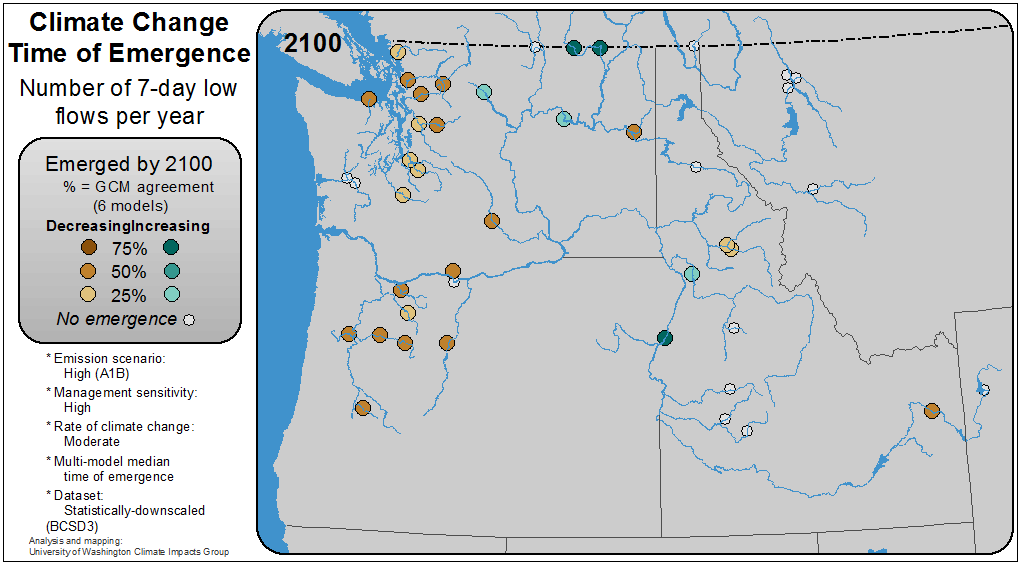 Climate Change
Time of Emergence
Number of 7-day low
flows per year
Emerged by 2100
% = GCM agreement
(6 models)
DecreasingIncreasing
75%
50%
25%
No emergence
* Emission scenario:
High (A1B)
* Management sensitivity:
High
* Rate of climate change:
Moderate
* Multi-model median
time of emergence
* Dataset:
Statistically-downscaled
(BCSD3)
Analysis and mapping:
University of Washington Climate Impacts Group
2100